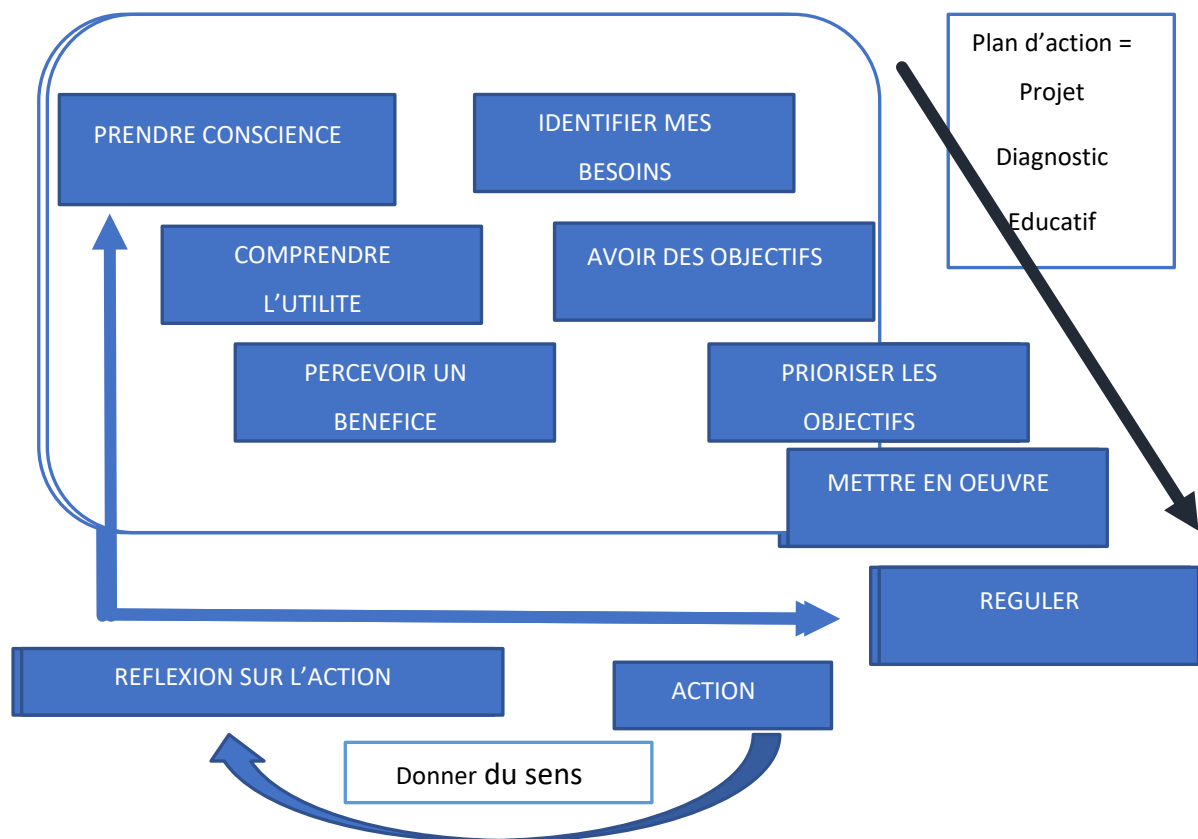 Plan d’action =
Projet
Diagnostic
Educatif
PRENDRE CONSCIENCE
IDENTIFIER MES
BESOINS
COMPRENDRE
L’UTILITE
AVOIR DES OBJECTIFS
PERCEVOIR UN
BENEFICE
PRIORISER LES
OBJECTIFS
METTRE EN OEUVRE
REGULER
REFLEXION SUR L’ACTION
ACTION
Donner du sens